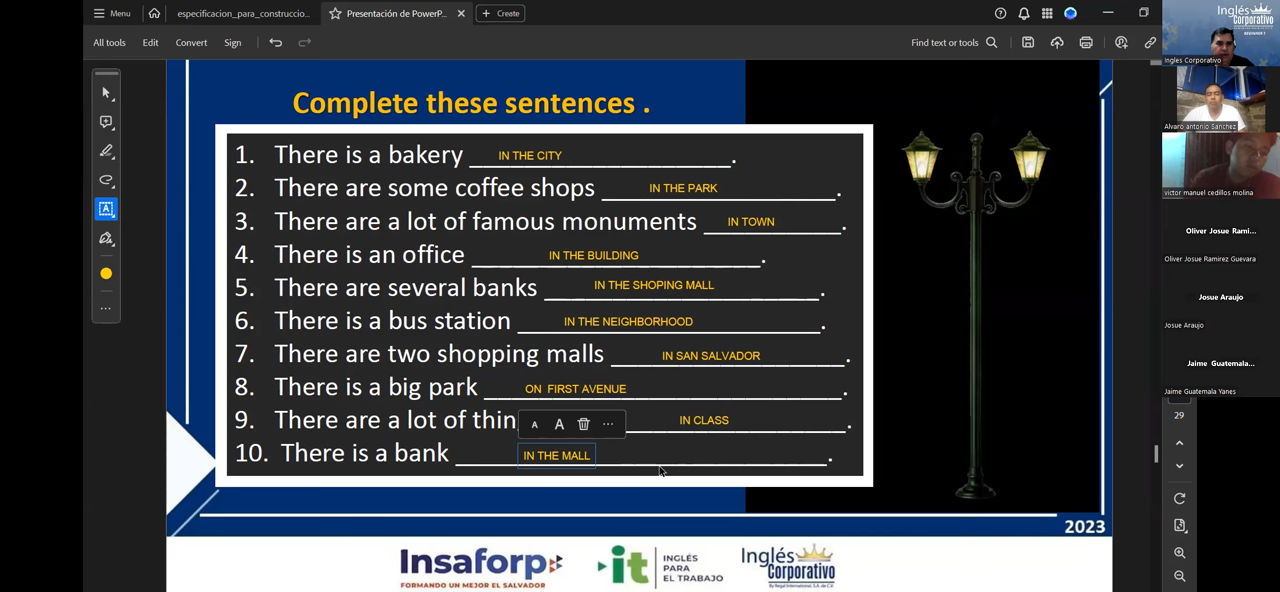 Menu
especificacion_para_construccio...
Presentación de PowerP...
Create
All tools
Edit
Convert
Sign
Find text or tools
Complete these sentences .
1. There is a bakery IN THE CITY.
2. There are some coffee shops IN THE PARK.
3. There are a lot of famous monuments IN TOWN.
4. There is an office IN THE BUILDING.
5. There are several banks IN THE SHOPING MALL.
6. There is a bus station IN THE NEIGHBORHOOD.
7. There are two shopping malls IN SAN SALVADOR.
8. There is a big park ON FIRST AVENUE.
9. There are a lot of thin IN CLASS.
10. There is a bank IN THE MALL.
A A
2023
Insaforp
FORMANDO UN MEJOR EL SALVADOR
it
INGLÉS
PARA
EL TRABAJO
Inglés
Corporativo
By Regal International, S.A. de C.V.
Inglés
Corporativo
Ingles Corporativo
Alvaro antonio Sanchez
victor manuel cedillos molina
Oliver Josue Rami...
Oliver Josue Ramirez Guevara
Josue Araujo
Josue Araujo
Jaime Guatemala...
Jaime Guatemala Yanes
29